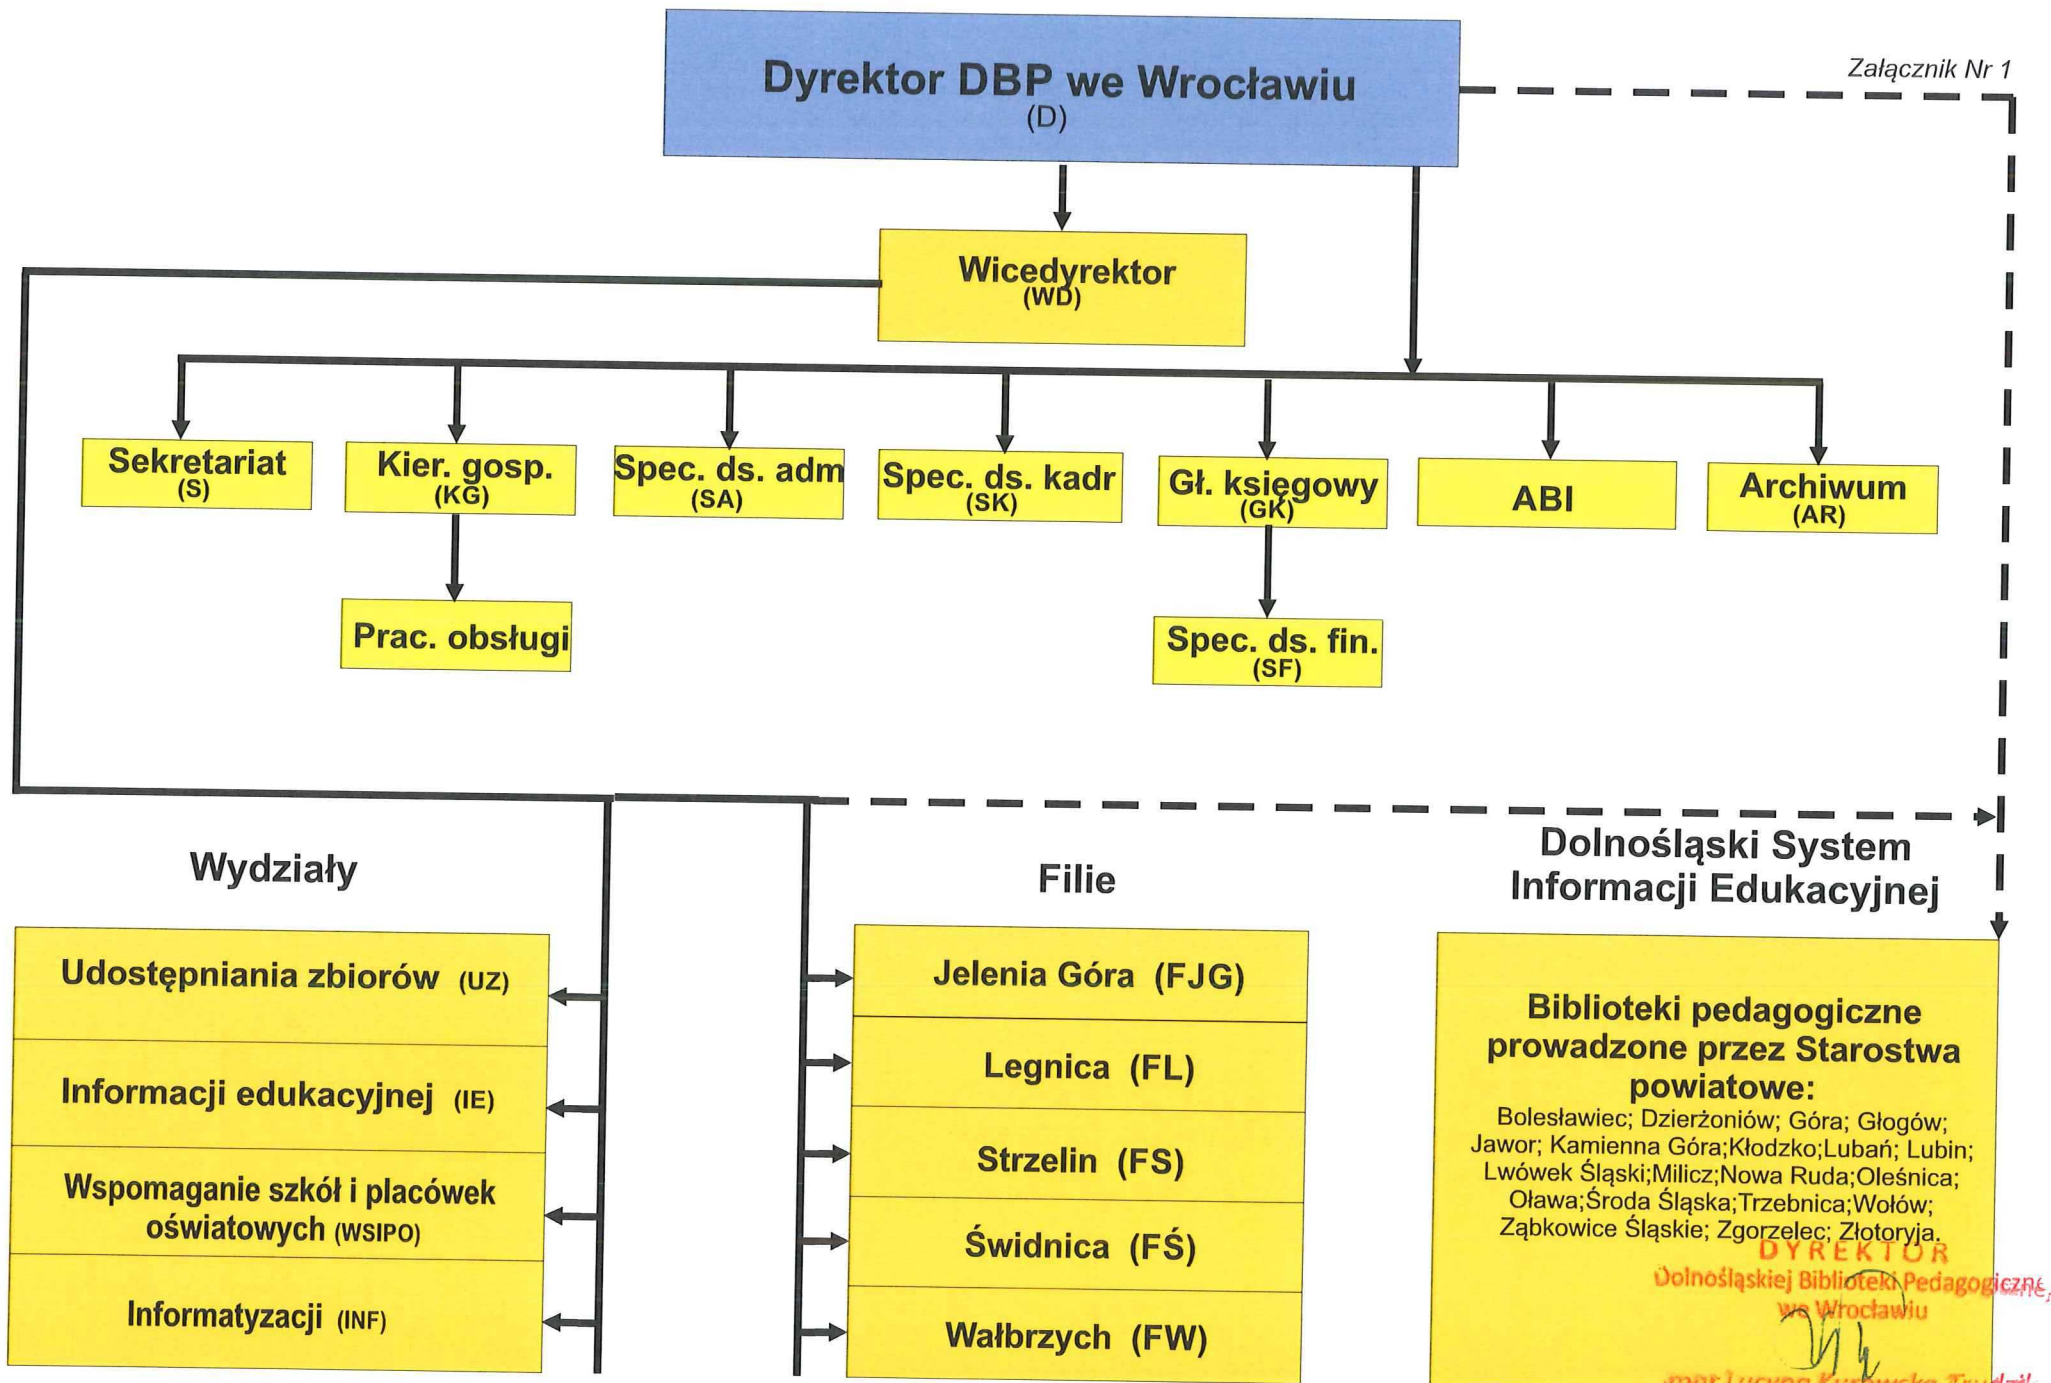 Załącznik Nr 1
Dyrektor DBP we Wrocławiu
(D)
Wicedyrektor
(WD)
Sekretariat
(S)
Kier. gosp.
(KG)
Spec. ds. adm
(SA)
Spec. ds. kadr
(SK)
Gł. księgowy
(GK)
ABI
Archiwum
(AR)
Prac. obsługi
Spec. ds. fin.
(SF)
Wydziały
Udostępniania zbiorów (UZ)
Informacji edukacyjnej (IE)
Wspomaganie szkół i placówek
oświatowych (WSIPO)
Informatyzacji (INF)
Filie
Jelenia Góra (FJG)
Legnica (FL)
Strzelin (FS)
Świdnica (FŚ)
Wałbrzych (FW)
Dolnośląski System
Informacji Edukacyjnej
Biblioteki pedagogiczne
prowadzone przez Starostwa
powiatowe:
Bolesławiec; Dzierżoniów; Góra; Głogów;
Jawor; Kamienna Góra;Kłodzko;Lubań; Lubin;
Lwówek Śląski;Milicz;Nowa Ruda;Oleśnica;
Oława;Środa Śląska;Trzebnica;Wołów;
Ząbkowice Śląskie; Zgorzelec; Złotoryja.
DYREKTOR
Dolnośląskiej Biblioteki
we Wrocławiu
mgr Lucyna